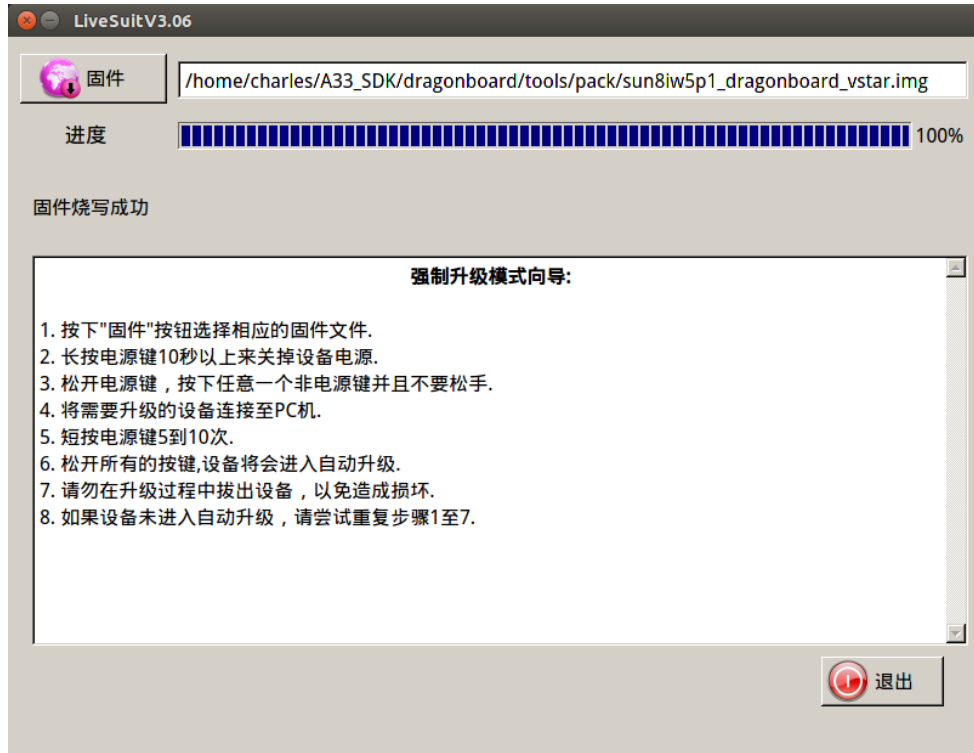 LiveSuitV3.06
固件
/home/charles/A33_SDK/dragonboard/tools/pack/sun8iw5p1_dragonboard_vstar.img
进度
100%
固件烧写成功
强制升级模式向导:
1. 按下"固件"按钮选择相应的固件文件.
2. 长按电源键10秒以上来关掉设备电源.
3. 松开电源键，按下任意一个非电源键并且不要松手.
4. 将需要升级的设备连接至PC机.
5. 短按电源键5到10次.
6. 松开所有的按键,设备将会进入自动升级.
7. 请勿在升级过程中拔出设备，以免造成损坏.
8. 如果设备未进入自动升级，请尝试重复步骤1至7.
退出